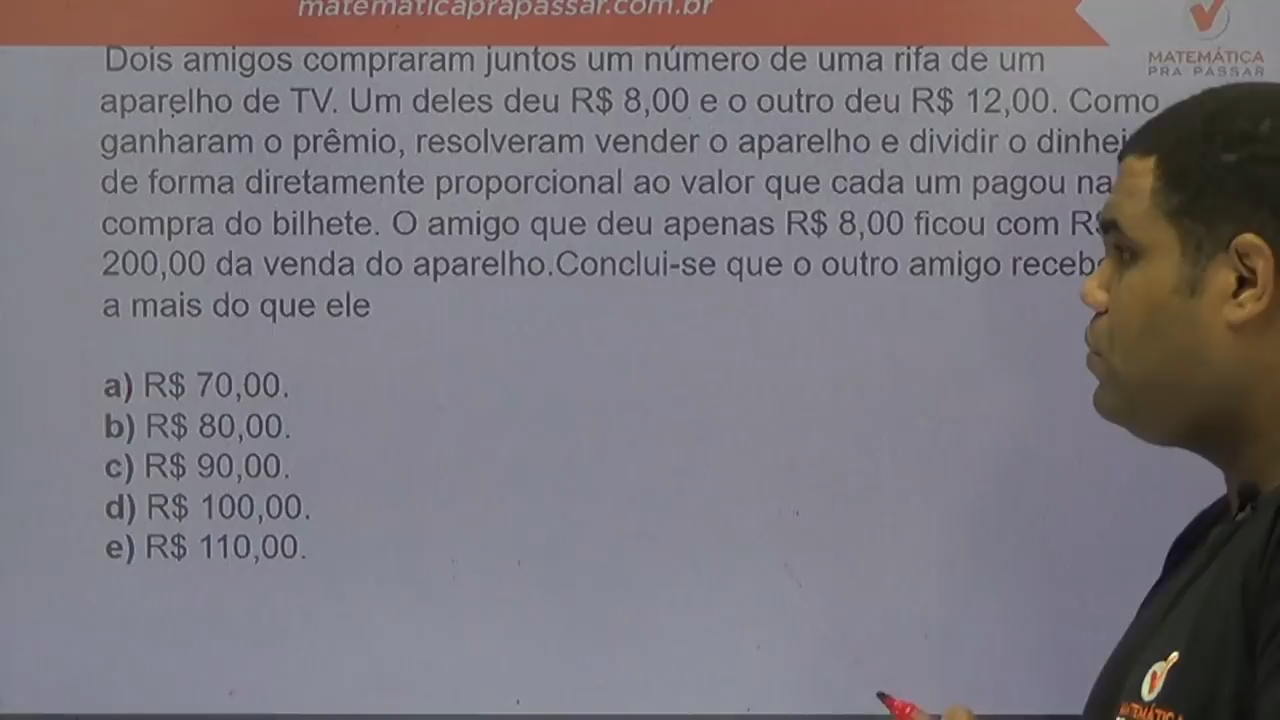 matematicaprapassar.com.br
MATEMÁTICA
PRA PASSAR
Dois amigos compraram juntos um número de uma rifa de um
aparelho de TV. Um deles deu R$ 8,00 e o outro deu R$ 12,00. Como
ganharam o prêmio, resolveram vender o aparelho e dividir o
de forma diretamente proporcional ao valor que cada um pagou na
compra do bilhete. O amigo que deu apenas R$ 8,00 ficou com
200,00 da venda do aparelho.Conclui-se que o outro amigo
a mais do que ele
a) R$ 70,00.
b) R$ 80,00.
c) R$ 90,00.
d) R$ 100,00.
e) R$ 110,00.